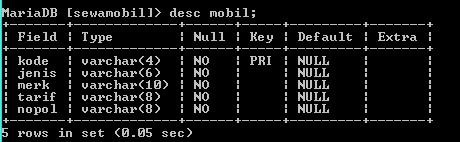 MariaDB [sewamobil]> desc mobil;
+-------+-------------+------+-----+---------+-------+
| Field | Type        | Null | Key | Default | Extra |
+-------+-------------+------+-----+---------+-------+
| kode  | varchar(4)  | NO   | PRI | NULL    |       |
| jenis | varchar(6)  | NO   |     | NULL    |       |
| merk  | varchar(10) | NO   |     | NULL    |       |
| tarif | varchar(8)  | NO   |     | NULL    |       |
| nopol | varchar(8)  | NO   |     | NULL    |       |
+-------+-------------+------+-----+---------+-------+
5 rows in set (0.05 sec)